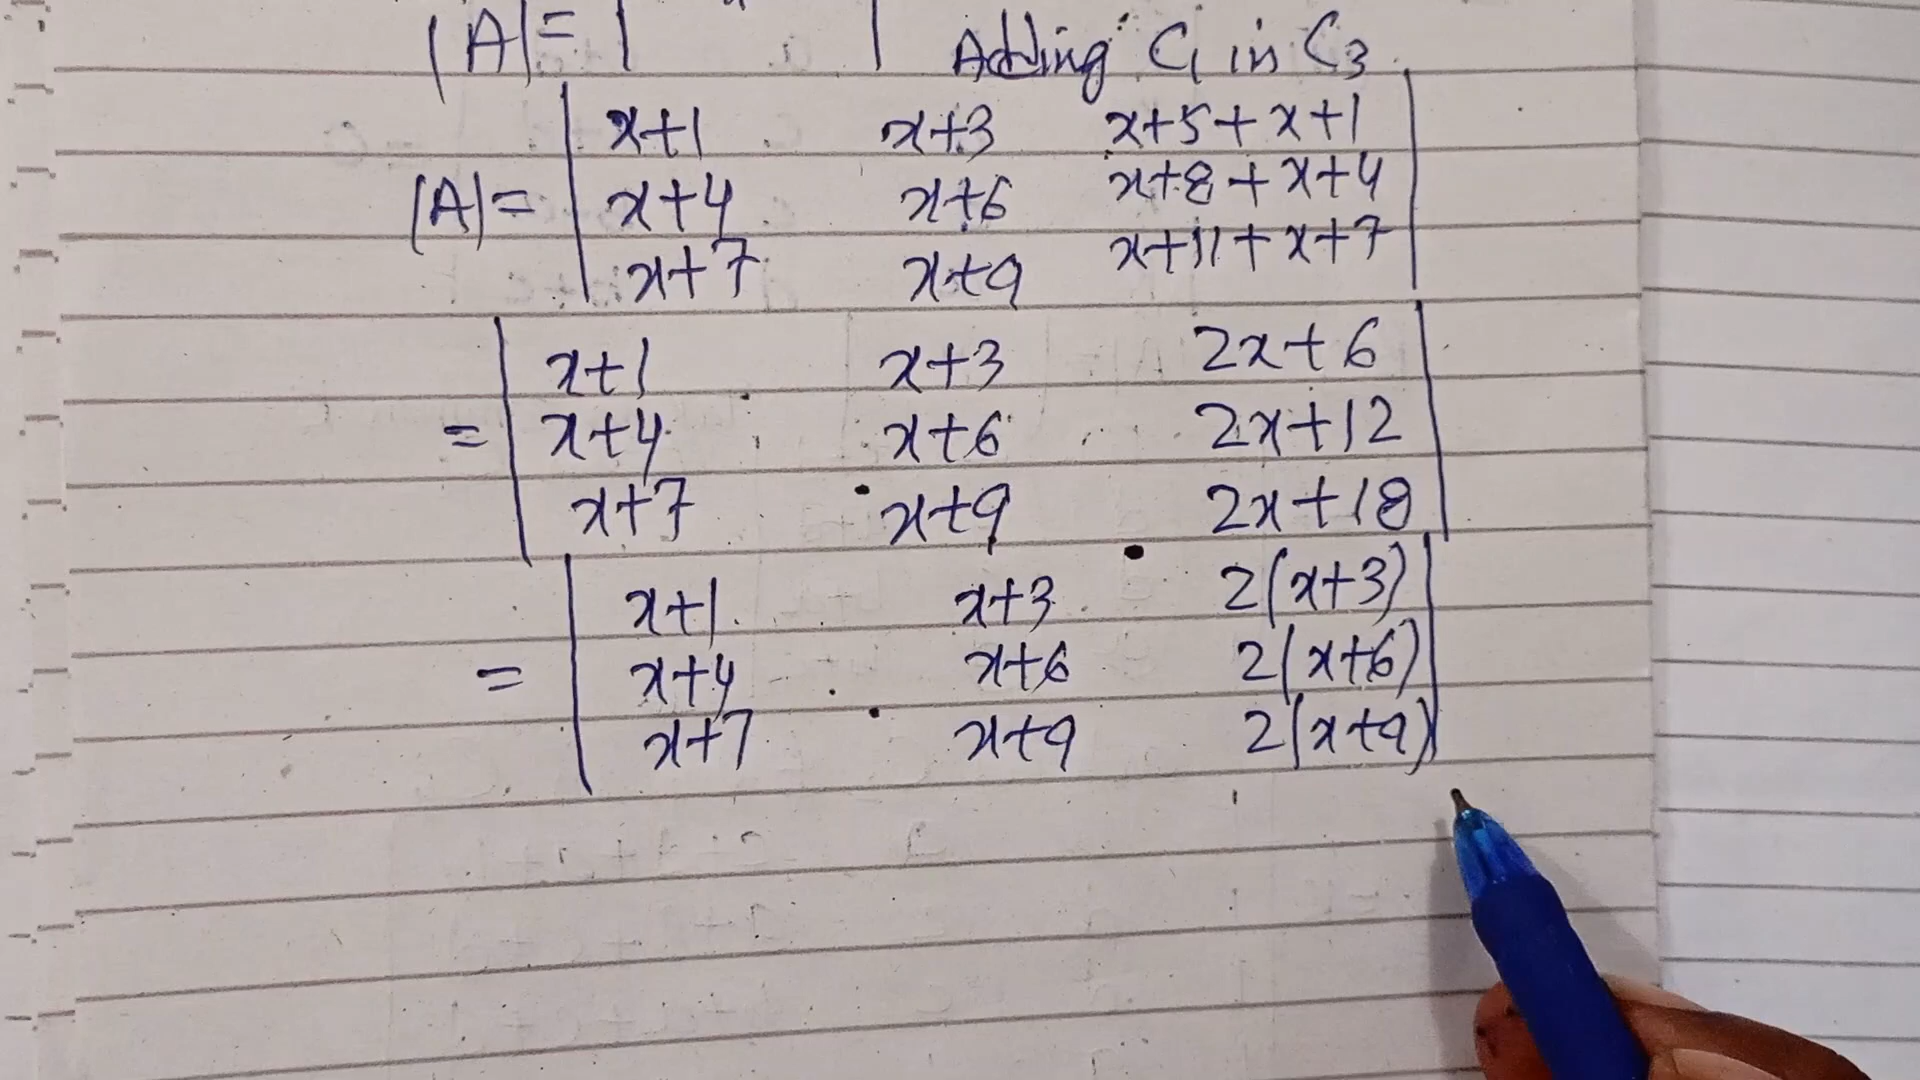 |A|= | | Adding C₁ in C₃
x+1 x+3 x+5+x+1
|A|= x+4 x+6 x+8+x+4
x+7 x+9 x+11+x+7
x+1 x+3 2x+6
= x+4 x+6 2x+12
x+7 x+9 2x+18
x+1 x+3 2(x+3)
= x+4 x+6 2(x+6)
x+7 x+9 2(x+9)